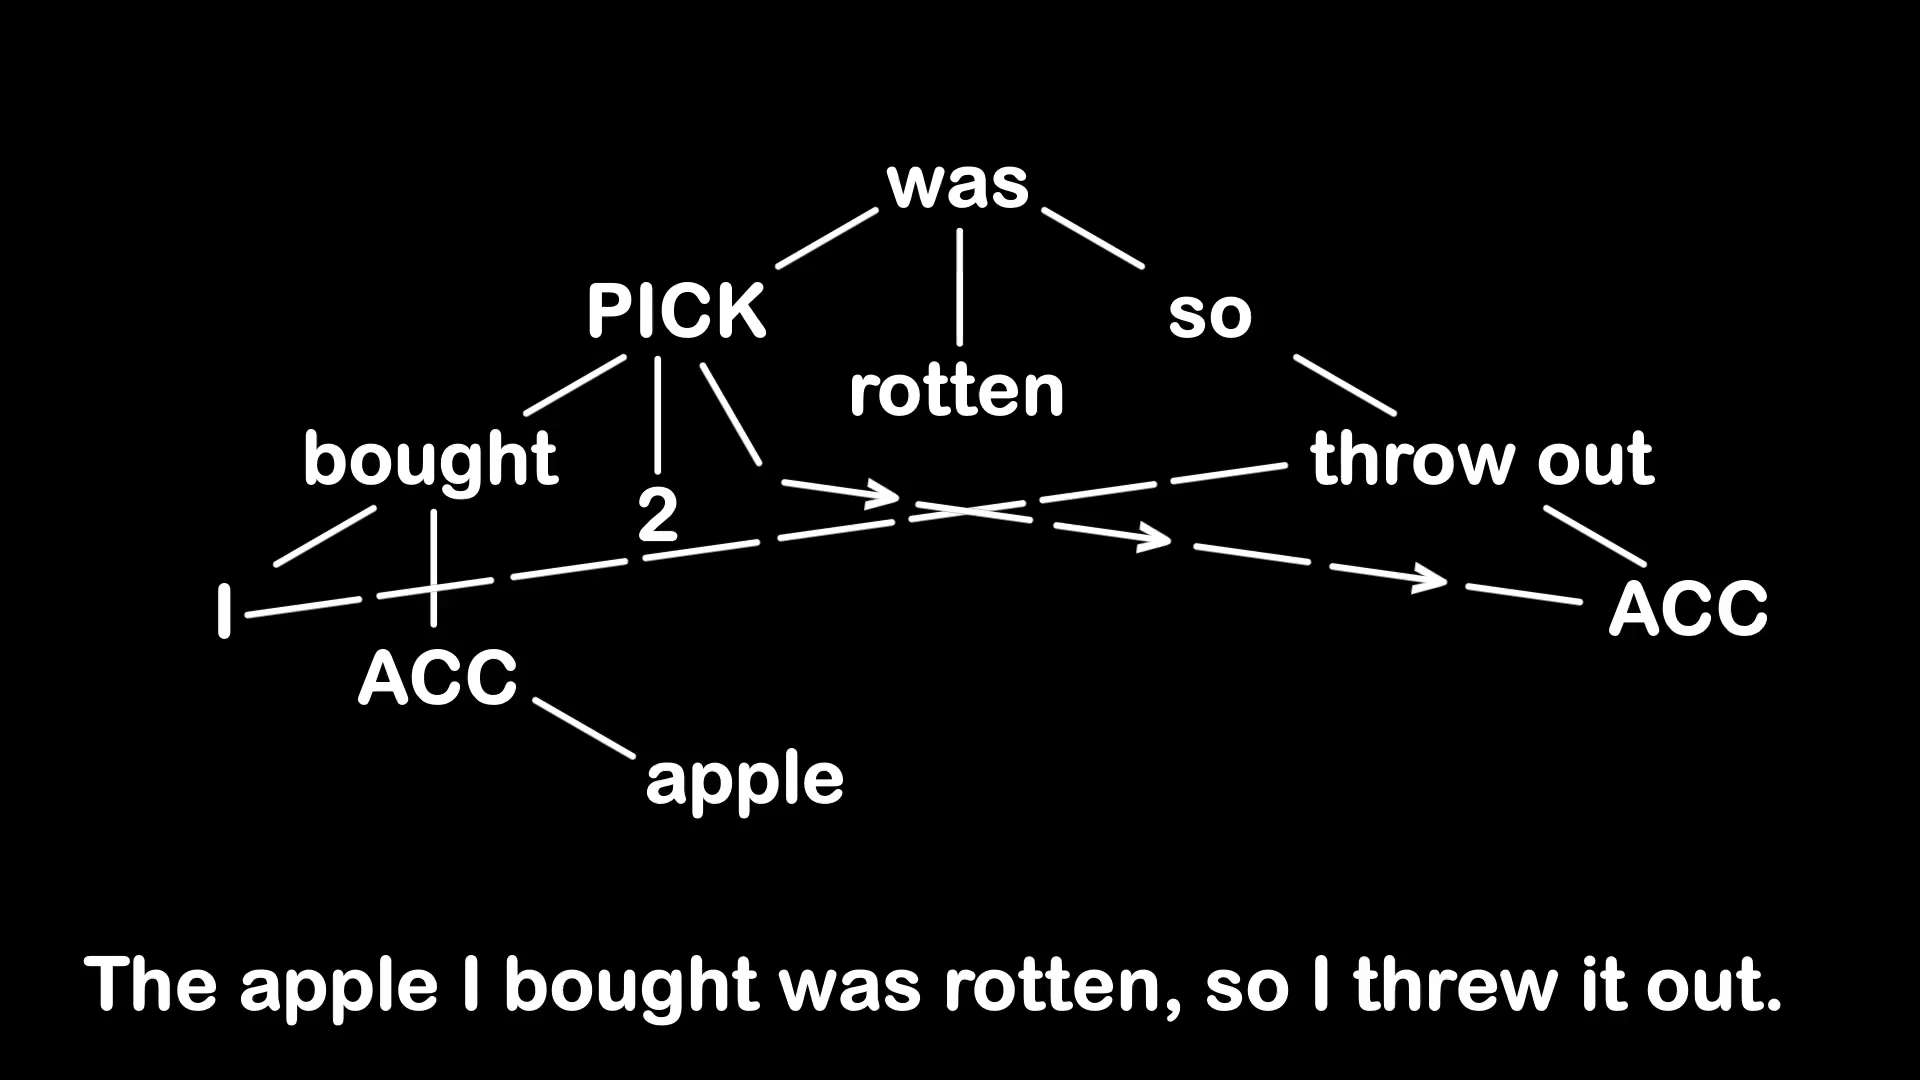 was
PICK
so
rotten
bought
throw out
2
I
ACC
ACC
apple
The apple I bought was rotten, so I threw it out.